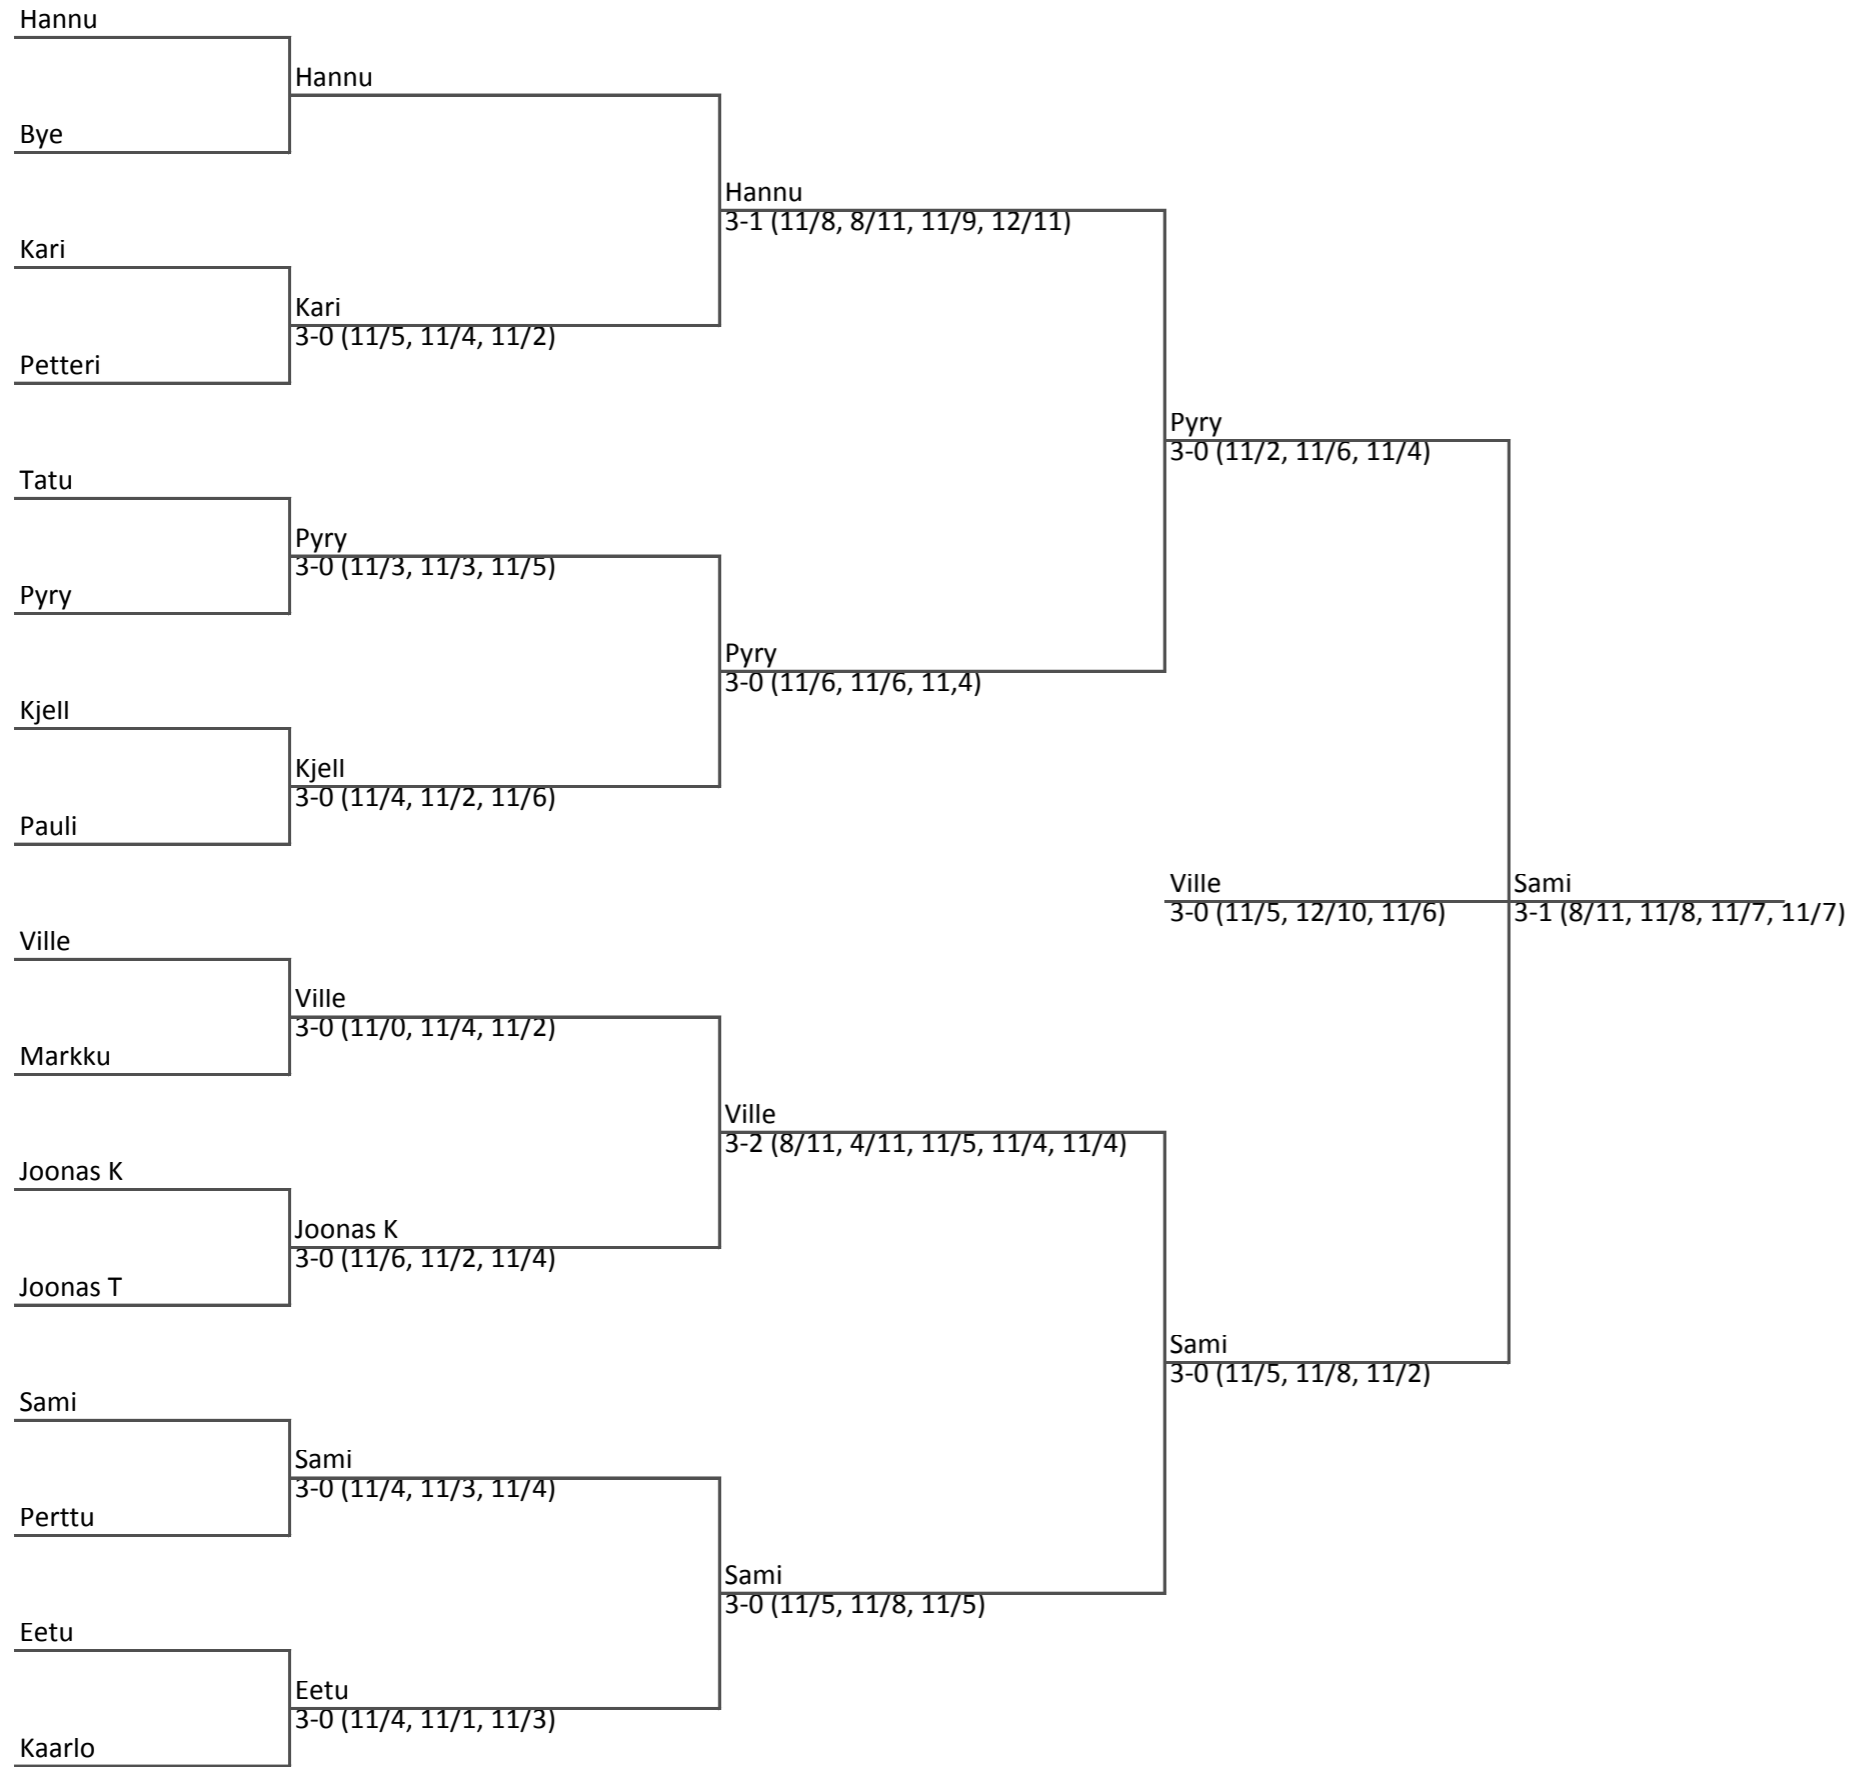 Hannu
Hannu
Bye
Hannu
3-1 (11/8, 8/11, 11/9, 12/11)
Kari
Kari
3-0 (11/5, 11/4, 11/2)
Petteri
Pyry
3-0 (11/2, 11/6, 11/4)
Tatu
Pyry
3-0 (11/3, 11/3, 11/5)
Pyry
Pyry
3-0 (11/6, 11/6, 11,4)
Kjell
Kjell
3-0 (11/4, 11/2, 11/6)
Pauli
Ville
3-0 (11/5, 12/10, 11/6)
Sami
3-1 (8/11, 11/8, 11/7, 11/7)
Ville
Ville
3-0 (11/0, 11/4, 11/2)
Markku
Ville
3-2 (8/11, 4/11, 11/5, 11/4, 11/4)
Joonas K
Joonas K
3-0 (11/6, 11/2, 11/4)
Joonas T
Sami
3-0 (11/5, 11/8, 11/2)
Sami
Sami
3-0 (11/4, 11/3, 11/4)
Perttu
Sami
3-0 (11/5, 11/8, 11/5)
Eetu
Eetu
3-0 (11/4, 11/1, 11/3)
Kaarlo